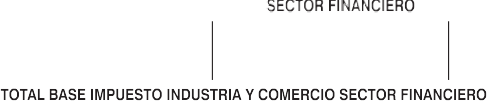 SECTOR FINANCIERO
TOTAL BASE IMPUESTO INDUSTRIA Y COMERCIO SECTOR FINANCIERO